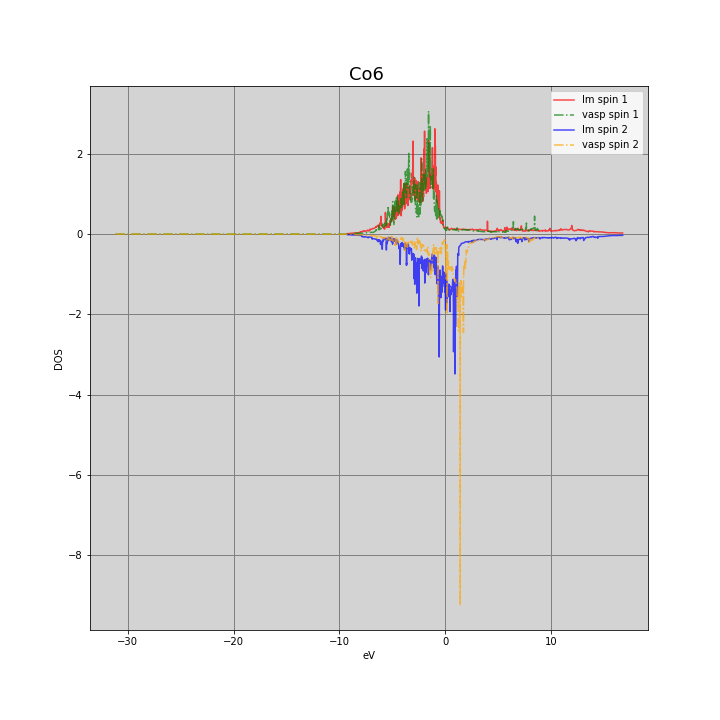 Co6
lm spin 1
vasp spin 1
lm spin 2
vasp spin 2
2
0
−2
−4
−6
−8
DOS
−30
−20
−10
0
10
eV